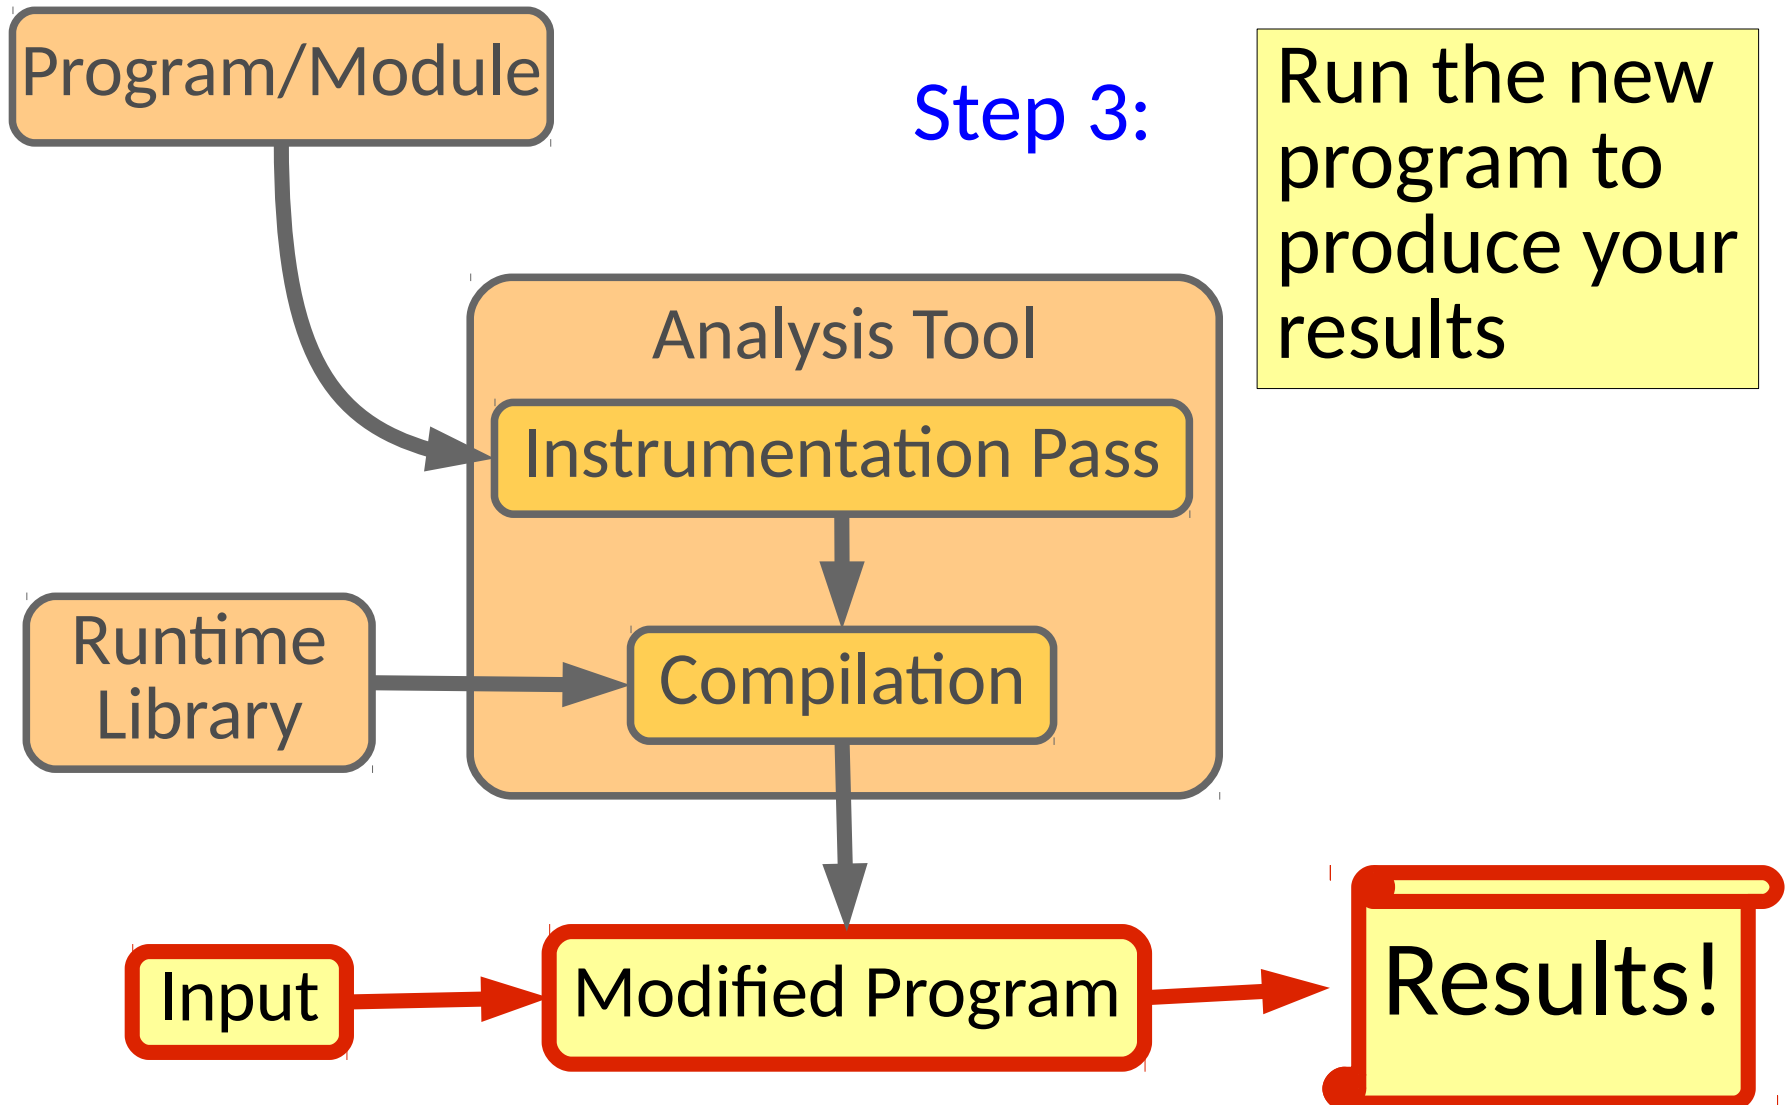 Program/Module
Step 3:
Run the new
program to
produce your
results
Analysis Tool
Instrumentation Pass
Runtime
Library
Compilation
Input
Modified Program
Results!